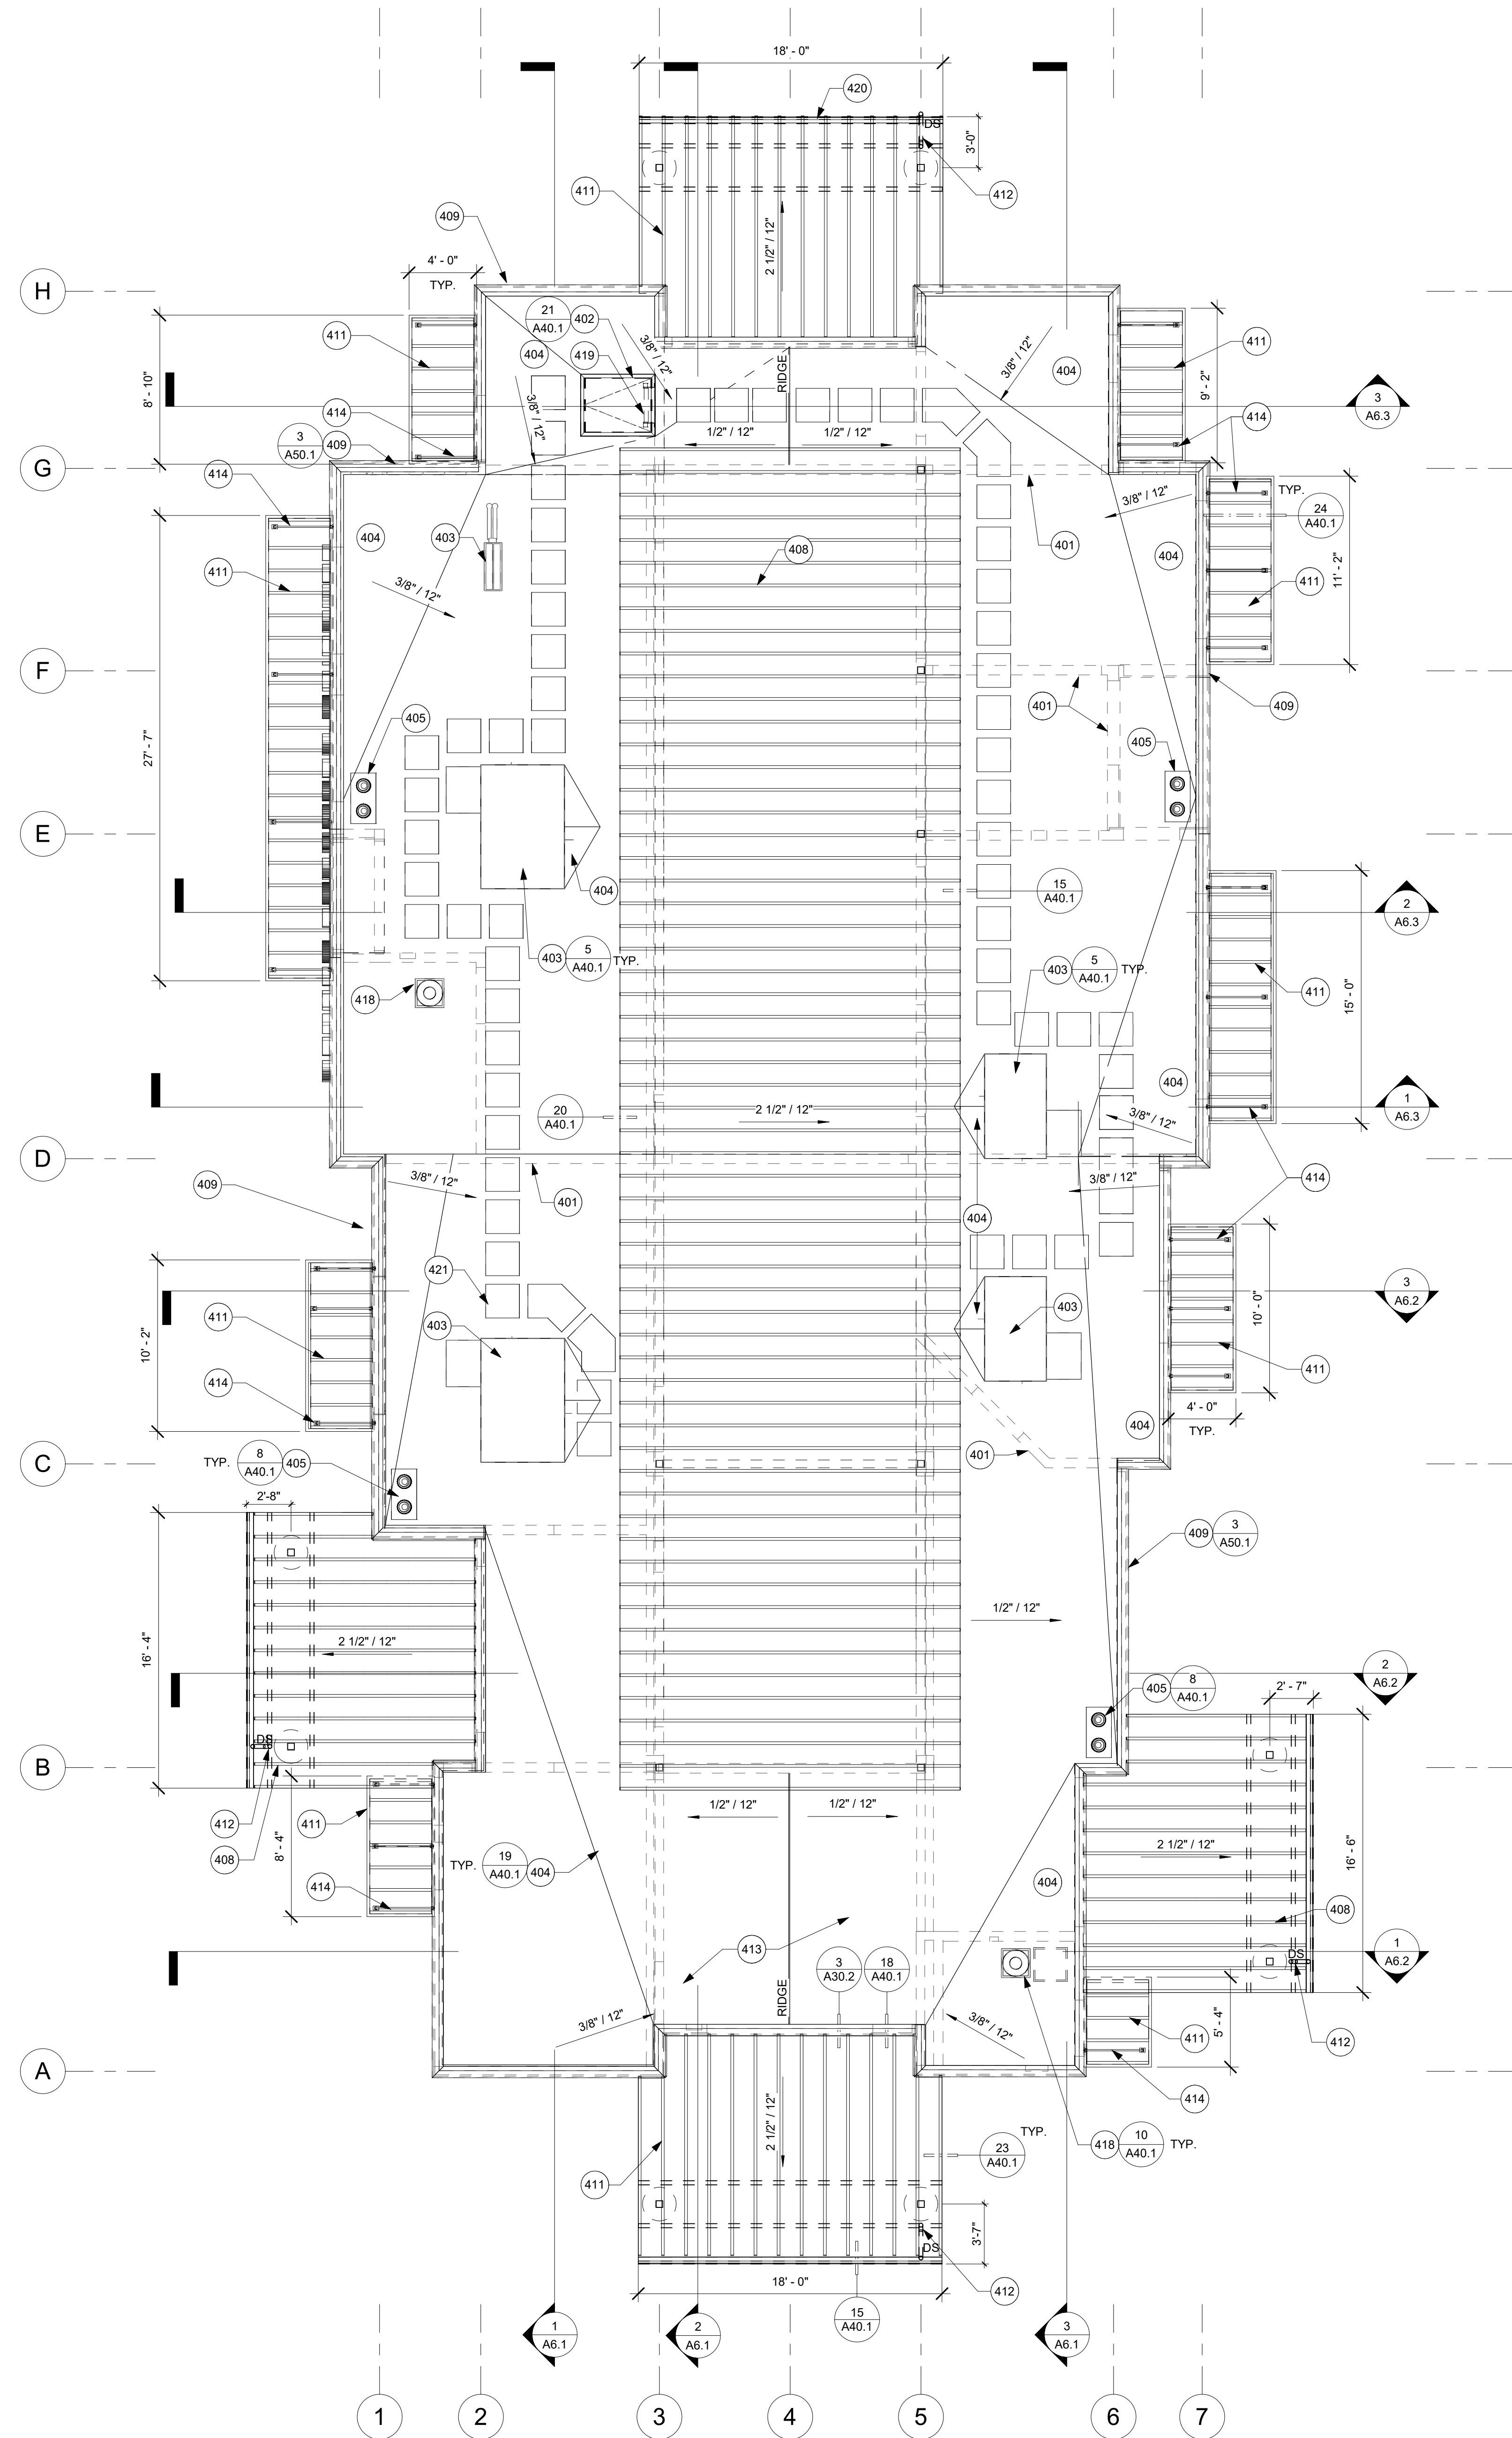 18' - 0"
420
DS
3'-0"
411
412
409
2 1/2" / 12"
4' - 0"
TYP.
H
21
A40.1
402
404
3/8" / 12"
3/8" / 12"
404
411
419
RIDGE
411
8' - 10"
9' - 2"
3/8" / 12"
3
A6.3
414
414
3
A50.1
409
1/2" / 12"
1/2" / 12"
G
414
3/8" / 12"
TYP.
24
A40.1
404
403
408
401
404
411
3/8" / 12"
411
11' - 2"
F
401
409
405
405
27' - 7"
E
404
15
A40.1
2
A6.3
403
5
A40.1
TYP.
403
5
A40.1
TYP.
418
411
15' - 0"
404
20
A40.1
2 1/2" / 12"
3/8" / 12"
1
A6.3
D
409
3/8" / 12"
401
3/8" / 12"
414
404
421
411
403
403
10' - 0"
3
A6.2
10' - 2"
411
414
4' - 0"
TYP.
404
C
TYP.
8
A40.1
405
401
2'-8"
409
3
A50.1
1/2" / 12"
16' - 4"
2 1/2" / 12"
2
A6.2
405
8
A40.1
2' - 7"
DS
B
412
411
1/2" / 12"
1/2" / 12"
408
8' - 4"
2 1/2" / 12"
16' - 6"
TYP.
19
A40.1
404
414
404
408
413
3
A30.2
18
A40.1
DS
1
A6.2
RIDGE
3/8" / 12"
3/8" / 12"
411
5' - 4"
412
A
414
2 1/2" / 12"
TYP.
23
A40.1
418
10
A40.1
TYP.
411
3'-7"
DS
18' - 0"
412
15
A40.1
1
A6.1
2
A6.1
3
A6.1
1
2
3
4
5
6
7